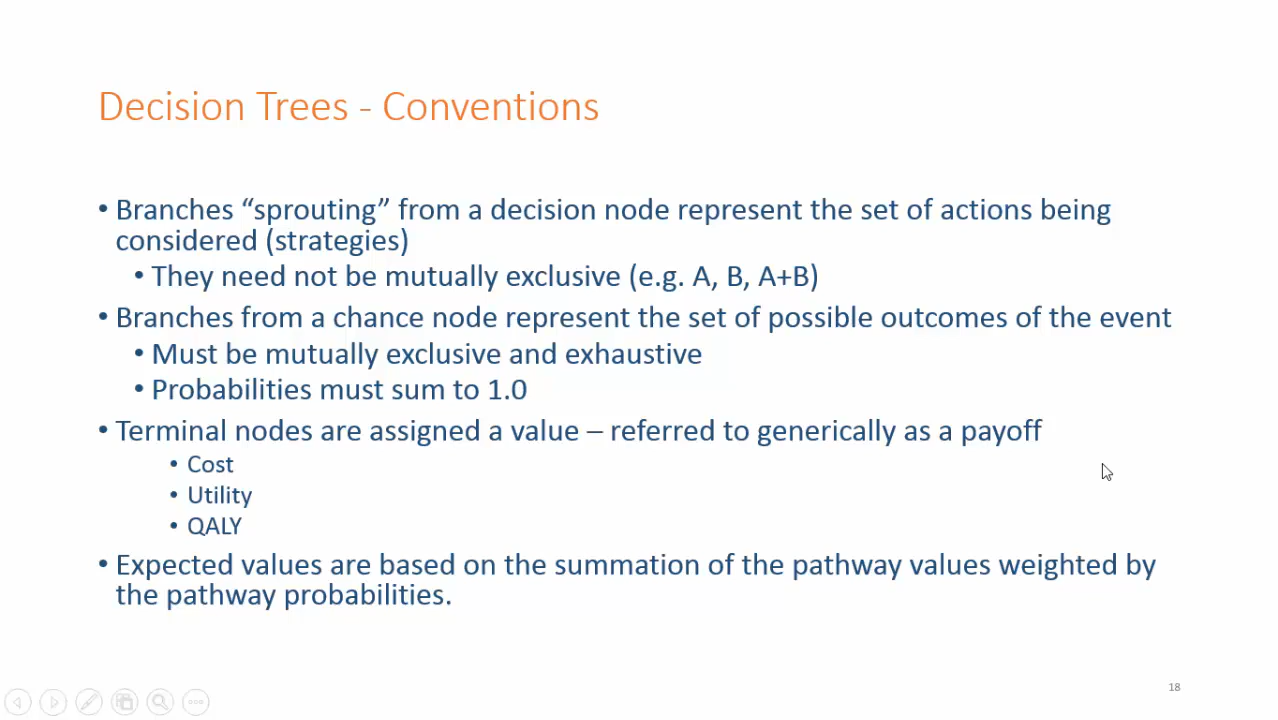 Decision Trees - Conventions
• Branches “sprouting” from a decision node represent the set of actions being
considered (strategies)
• They need not be mutually exclusive (e.g. A, B, A+B)
• Branches from a chance node represent the set of possible outcomes of the event
• Must be mutually exclusive and exhaustive
• Probabilities must sum to 1.0
• Terminal nodes are assigned a value – referred to generically as a payoff
• Cost
• Utility
• QALY
• Expected values are based on the summation of the pathway values weighted by
the pathway probabilities.
18